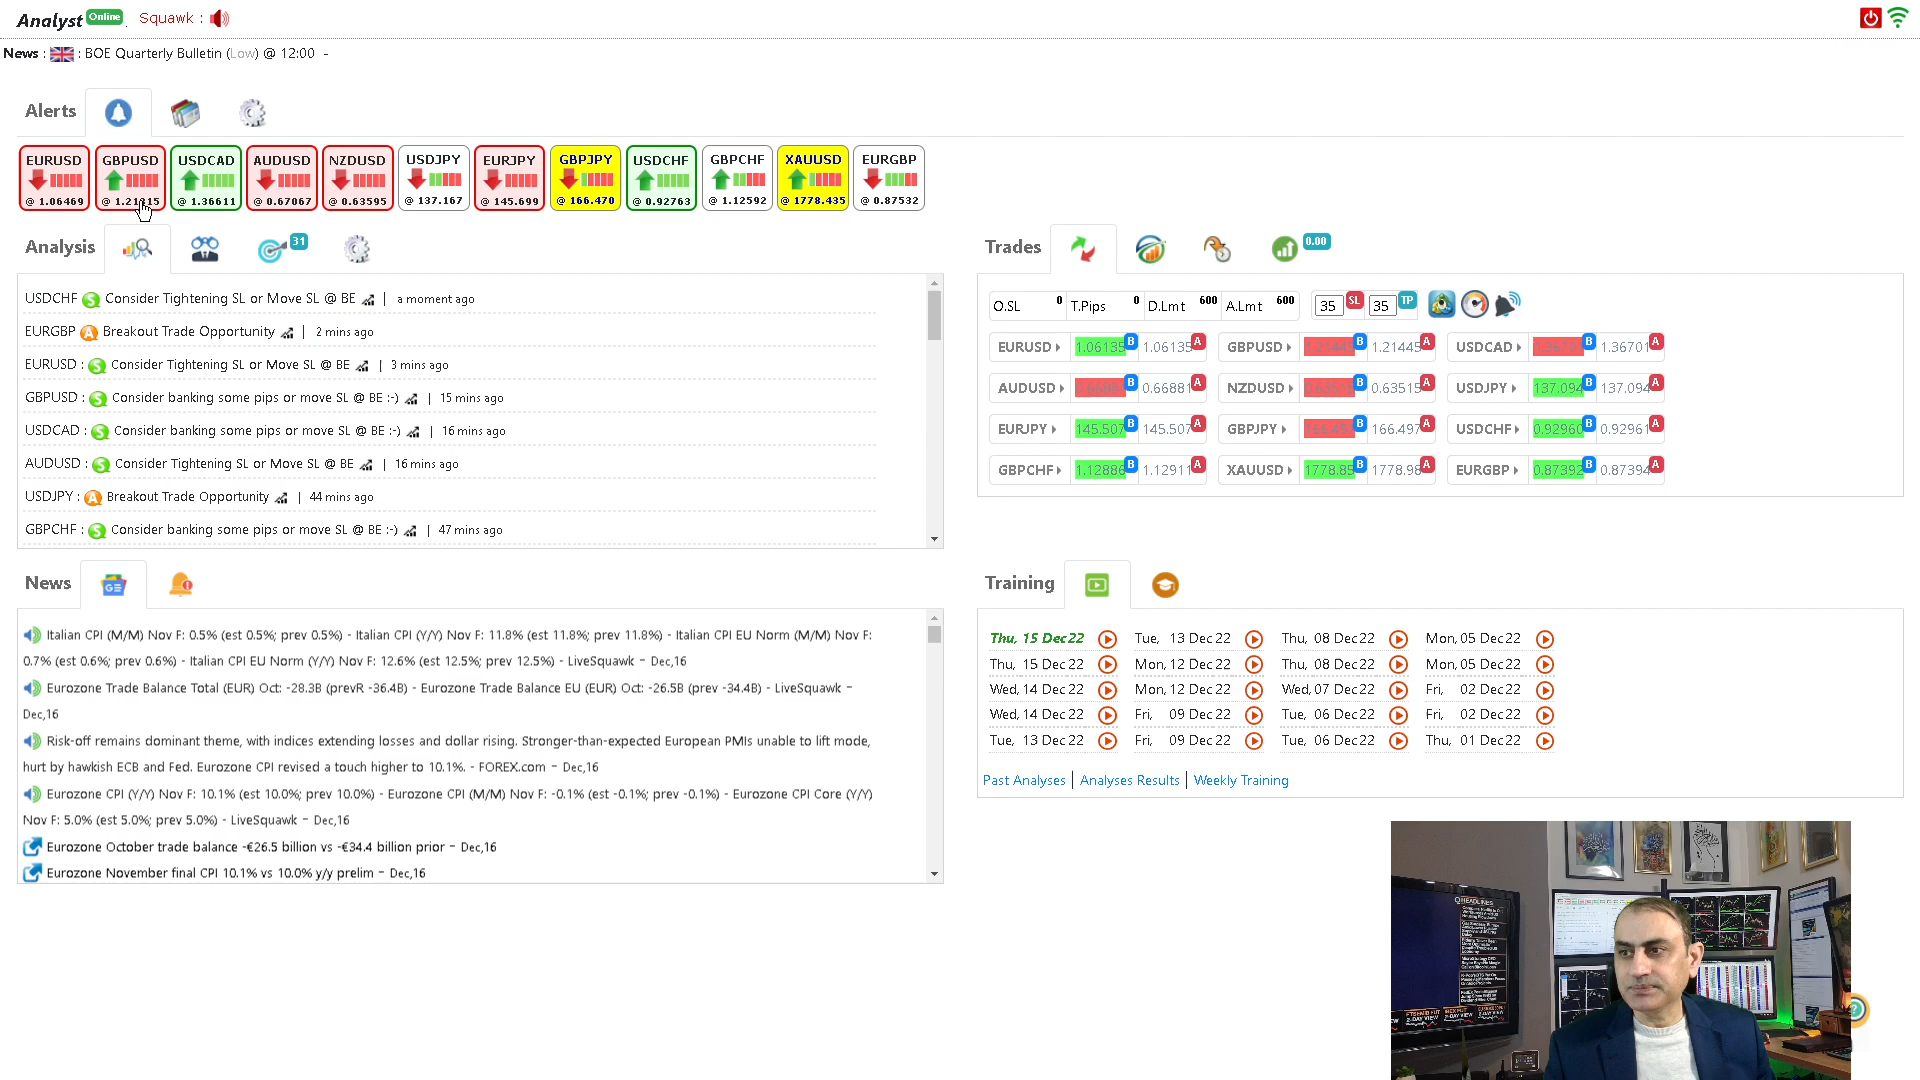 Analyst Online Squawk :
News : : BOE Quarterly Bulletin (Low) @ 12:00 -
Alerts
EURUSD GBPUSD USDCAD AUDUSD NZDUSD USDJPY EURJPY GBPJPY USDCHF GBPCHF XAUUSD EURGBP
@ 1.06469 @ 1.36611 @ 0.67067 @ 0.63595 @ 137.167 @ 145.699 @ 166.470 @ 0.92763 @ 1.12592 @ 1778.435 @ 0.87532
Analysis 31
USDCHF S Consider Tightening SL or Move SL @ BE | a moment ago
EURGBP A Breakout Trade Opportunity | 2 mins ago
EURUSD : S Consider Tightening SL or Move SL @ BE | 3 mins ago
GBPUSD : S Consider banking some pips or move SL @ BE :-) | 15 mins ago
USDCAD : S Consider banking some pips or move SL @ BE :-) | 16 mins ago
AUDUSD : S Consider Tightening SL or Move SL @ BE | 16 mins ago
USDJPY : A Breakout Trade Opportunity | 44 mins ago
GBPCHF : S Consider banking some pips or move SL @ BE :-) | 47 mins ago
Trades 0.00
O.SL 0 T.Pips 0 D.Lmt 600 A.Lmt 600 35 SL 35 TP
EURUSD 1.06135 B 1.06135 A GBPUSD B 1.21445 A USDCAD B 1.36701 A
AUDUSD B 0.66881 A NZDUSD B 0.63515 A USDJPY 137.094 B 137.094 A
EURJPY 145.507 B 145.507 A GBPJPY B 166.497 A USDCHF 0.92960 B 0.92961 A
GBPCHF 1.12886 B 1.12911 A XAUUSD 1778.85 B 1778.98 A EURGBP 0.87392 B 0.87394 A
News GE
Italian CPI (M/M) Nov F: 0.5% (est 0.5%; prev 0.5%) - Italian CPI (Y/Y) Nov F: 11.8% (est 11.8%; prev 11.8%) - Italian CPI EU Norm (M/M) Nov F:
0.7% (est 0.6%; prev 0.6%) - Italian CPI EU Norm (Y/Y) Nov F: 12.6% (est 12.5%; prev 12.5%) - LiveSquawk - Dec,16
Eurozone Trade Balance Total (EUR) Oct: -28.3B (prevR -36.4B) - Eurozone Trade Balance EU (EUR) Oct: -26.5B (prev -34.4B) - LiveSquawk -
Dec,16
Risk-off remains dominant theme, with indices extending losses and dollar rising. Stronger-than-expected European PMIs unable to lift mode,
hurt by hawkish ECB and Fed. Eurozone CPI revised a touch higher to 10.1%. - FOREX.com - Dec,16
Eurozone CPI (Y/Y) Nov F: 10.1% (est 10.0%; prev 10.0%) - Eurozone CPI (M/M) Nov F: -0.1% (est -0.1%; prev -0.1%) - Eurozone CPI Core (Y/Y)
Nov F: 5.0% (est 5.0%; prev 5.0%) - LiveSquawk - Dec,16
Eurozone October trade balance -€26.5 billion vs -€34.4 billion prior - Dec,16
Eurozone November final CPI 10.1% vs 10.0% y/y prelim - Dec,16
Training
Thu, 15 Dec22 Tue, 13 Dec22 Thu, 08 Dec22 Mon, 05 Dec22
Thu, 15 Dec22 Mon, 12 Dec22 Thu, 08 Dec22 Mon, 05 Dec22
Wed, 14 Dec22 Mon, 12 Dec22 Wed, 07 Dec22 Fri, 02 Dec22
Wed, 14 Dec22 Fri, 09 Dec22 Tue, 06 Dec22 Fri, 02 Dec22
Tue, 13 Dec22 Fri, 09 Dec22 Tue, 06 Dec22 Thu, 01 Dec22
Past Analyses | Analyses Results | Weekly Training
HEADLINES
2-DAY VIEW 2-DAY VIEW 2-DAY VIEW
?